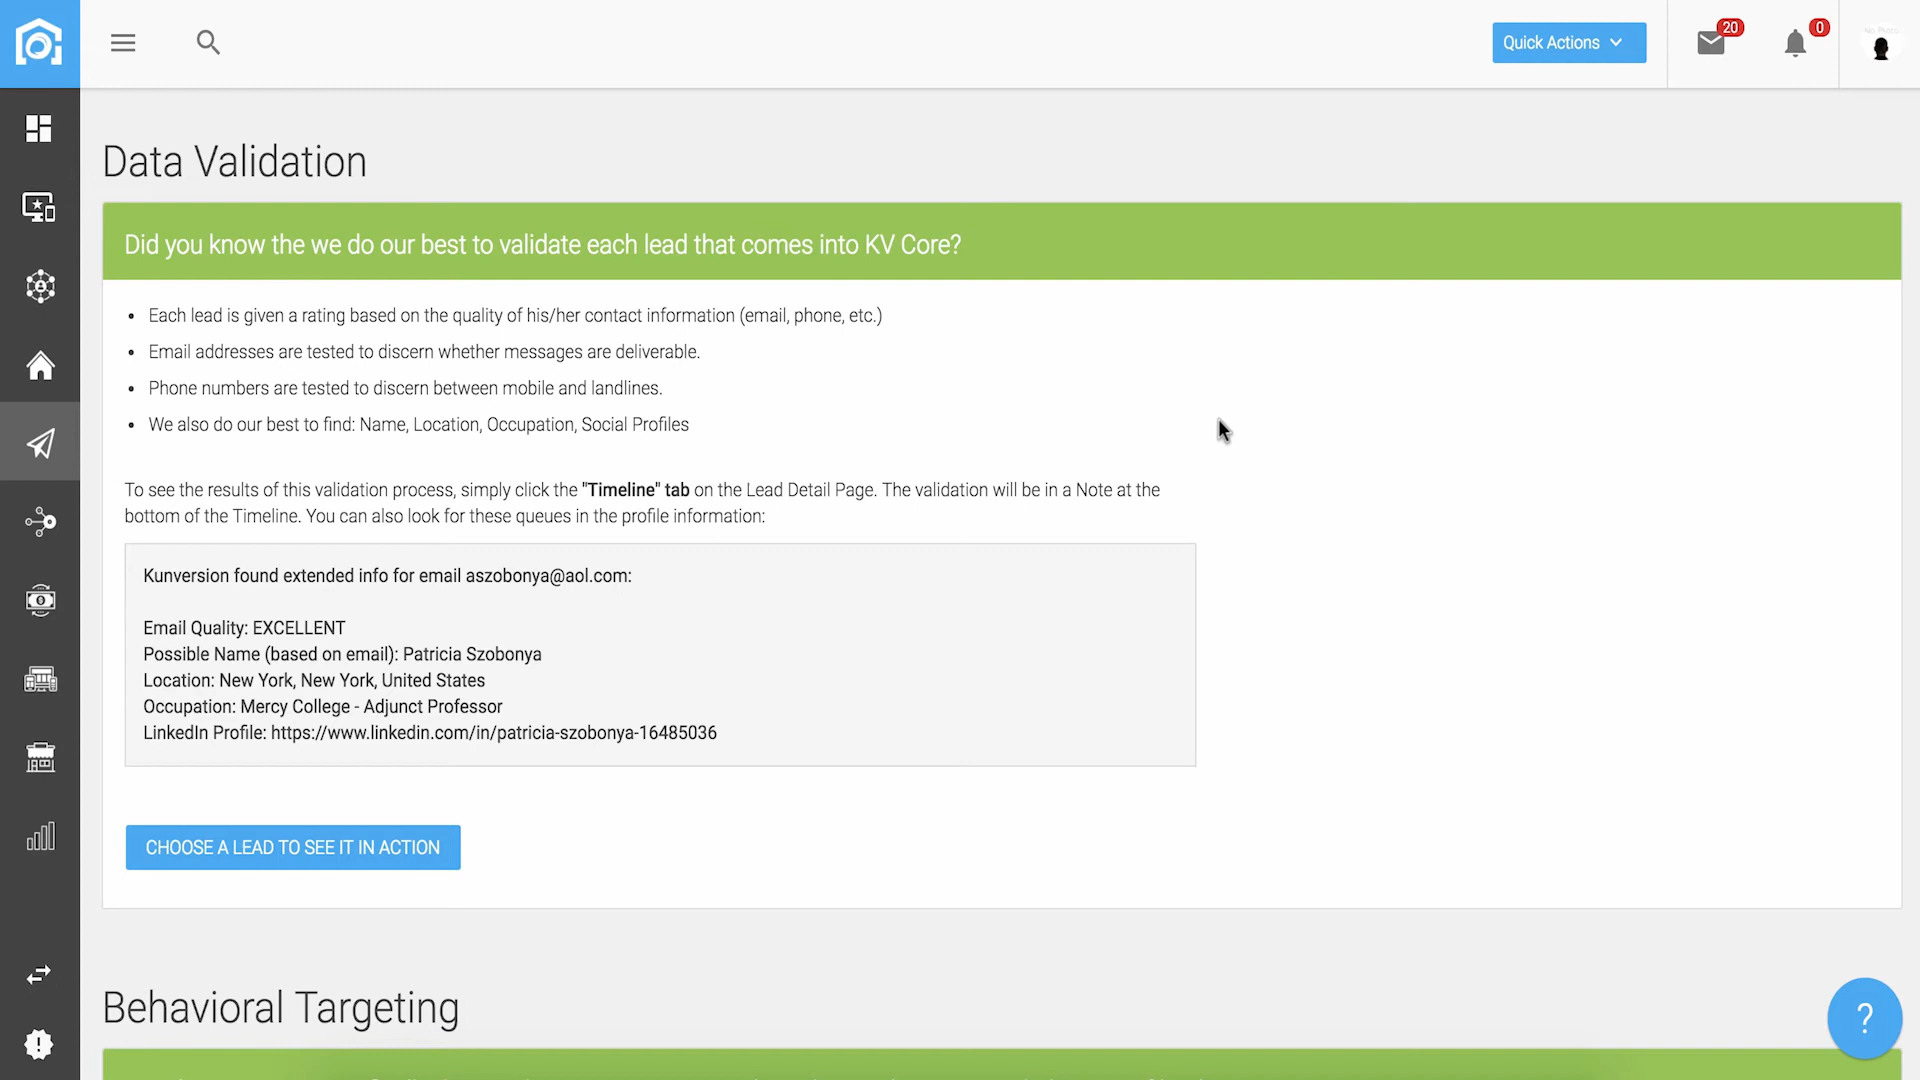 Quick Actions
20
0
Data Validation
Did you know the we do our best to validate each lead that comes into KV Core?
• Each lead is given a rating based on the quality of his/her contact information (email, phone, etc.)
• Email addresses are tested to discern whether messages are deliverable.
• Phone numbers are tested to discern between mobile and landlines.
• We also do our best to find: Name, Location, Occupation, Social Profiles
To see the results of this validation process, simply click the "Timeline" tab on the Lead Detail Page. The validation will be in a Note at the
bottom of the Timeline. You can also look for these queues in the profile information:
Kunversion found extended info for email aszobonya@aol.com:
Email Quality: EXCELLENT
Possible Name (based on email): Patricia Szobonya
Location: New York, New York, United States
Occupation: Mercy College - Adjunct Professor
LinkedIn Profile: https://www.linkedin.com/in/patricia-szobonya-16485036
CHOOSE A LEAD TO SEE IT IN ACTION
Behavioral Targeting
?